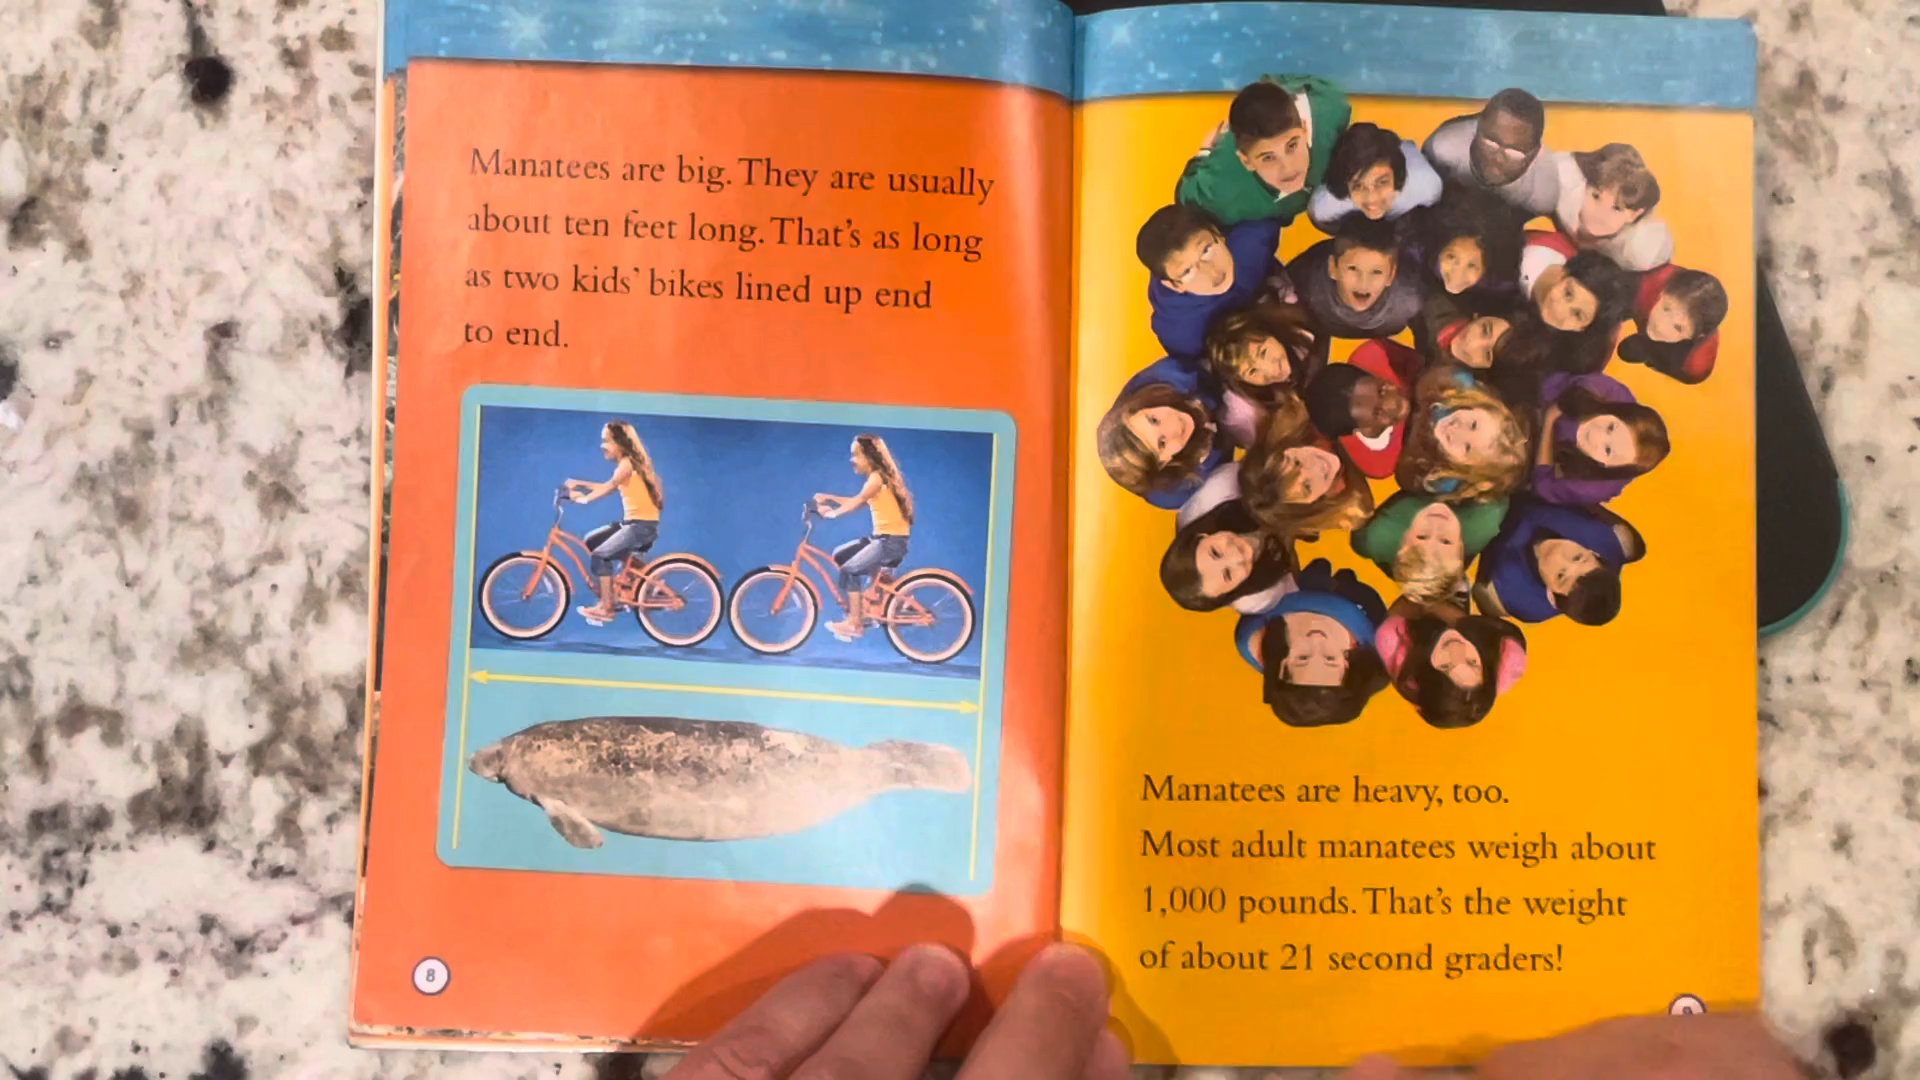 Manatees are big. They are usually
about ten feet long. That's as long
as two kids' bikes lined up end
to end.
8
Manatees are heavy, too.
Most adult manatees weigh about
1,000 pounds. That's the weight
of about 21 second graders!